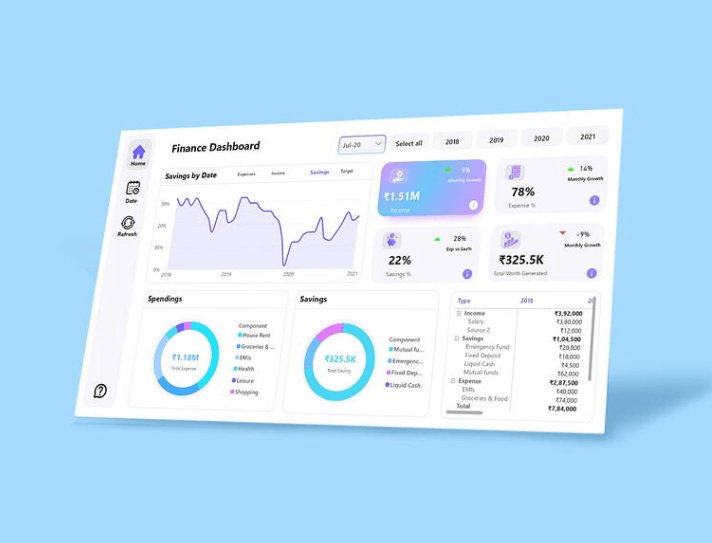 Finance Dashboard
Jul-20
Select all
2018
2019
2020
2021
Home
Date
Refresh
Savings by Date
Expenses
Income
Savings
Target
30%
20%
10%
0%
2018
2019
2020
2021
5%
Monthly Growth
₹1.51M
Income
14%
Monthly Growth
78%
Expense %
28%
Exp vs Sav%
22%
Savings %
-9%
Monthly Growth
₹325.5K
Total Worth Generated
Spendings
₹1.18M
Total Expense
Component
House Rent
Groceries & ...
EMIs
Health
Leisure
Shopping
Savings
₹325.5K
Total Saving
Component
Mutual fu...
Emergenc...
Fixed Dep...
Liquid Cash
Type 2018 20
Income ₹3,92,000
Salary ₹3,80,000
Source 2 ₹12,000
Savings ₹1,04,500
Emergency Fund ₹20,000
Fixed Deposit ₹18,000
Liquid Cash ₹4,500
Mutual funds ₹62,000
Expense ₹2,87,500
EMIs ₹40,000
Groceries & Food ₹74,000
Total ₹7,84,000